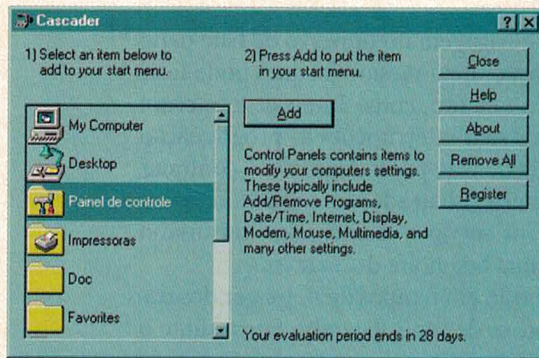 Cascader
1) Select an item below to
add to your start menu.
My Computer
Desktop
Painel de controle
Impressoras
Doc
Favorites
2) Press Add to put the item
in your start menu.
Add
Control Panels contains items to
modify your computers settings.
These typically include
Add/Remove Programs,
Date/Time, Internet, Display,
Modem, Mouse, Multimedia, and
many other settings.
Your evaluation period ends in 28 days.
Close
Help
About
Remove All
Register